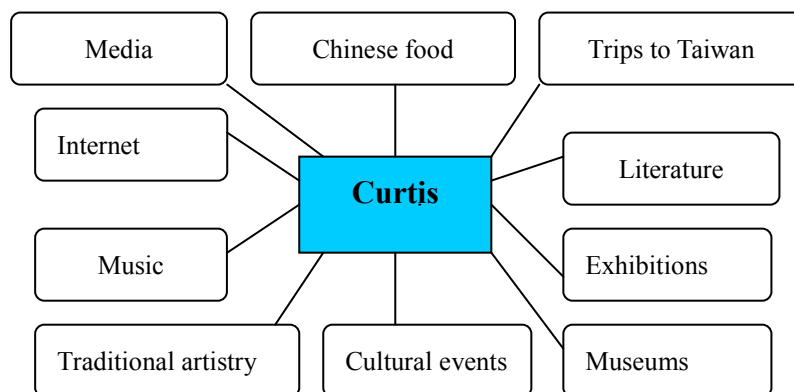 Media
Chinese food
Trips to Taiwan
Internet
Curtis
Literature
Music
Exhibitions
Traditional artistry
Cultural events
Museums